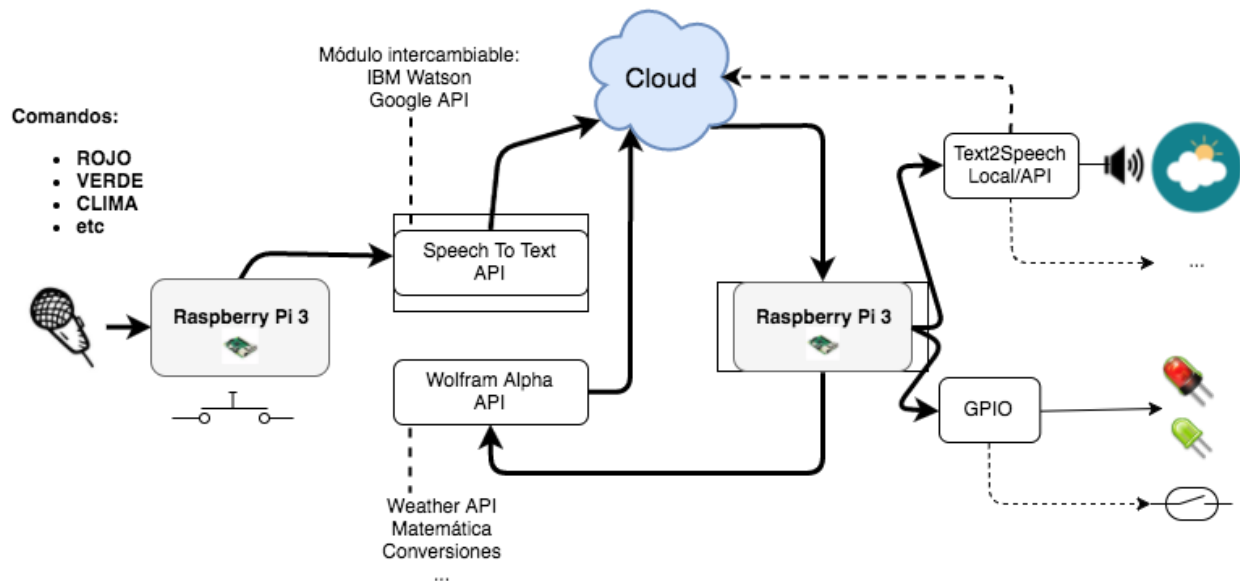 Módulo intercambiable:
IBM Watson
Google API
Cloud
Comandos:
• ROJO
• VERDE
• CLIMA
• etc
Text2Speech
Local/API
...
Speech To Text
API
Raspberry Pi 3
Raspberry Pi 3
Wolfram Alpha
API
GPIO
Weather API
Matemática
Conversiones
...